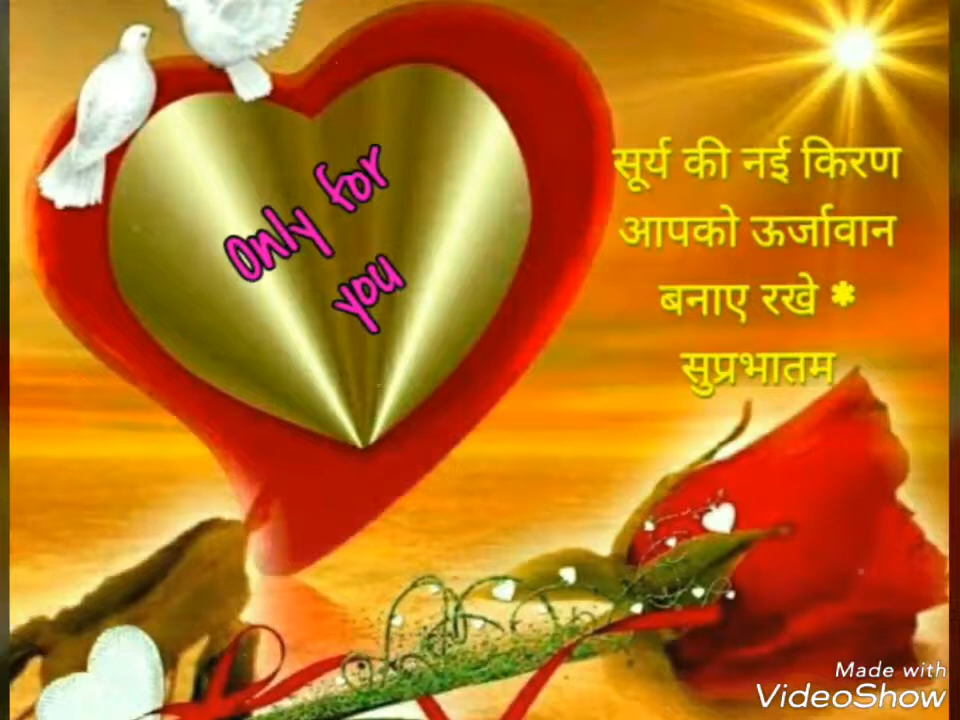 Only for
you
सूर्य की नई किरण
आपको ऊर्जावान
बनाए रखे *
सुप्रभातम
Made with
VideoShow